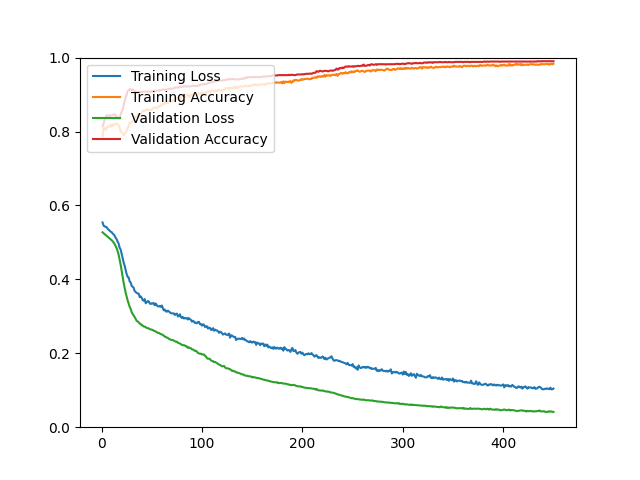 1.0
0.8
0.6
0.4
0.2
0.0
Training Loss
Training Accuracy
Validation Loss
Validation Accuracy
0 100 200 300 400